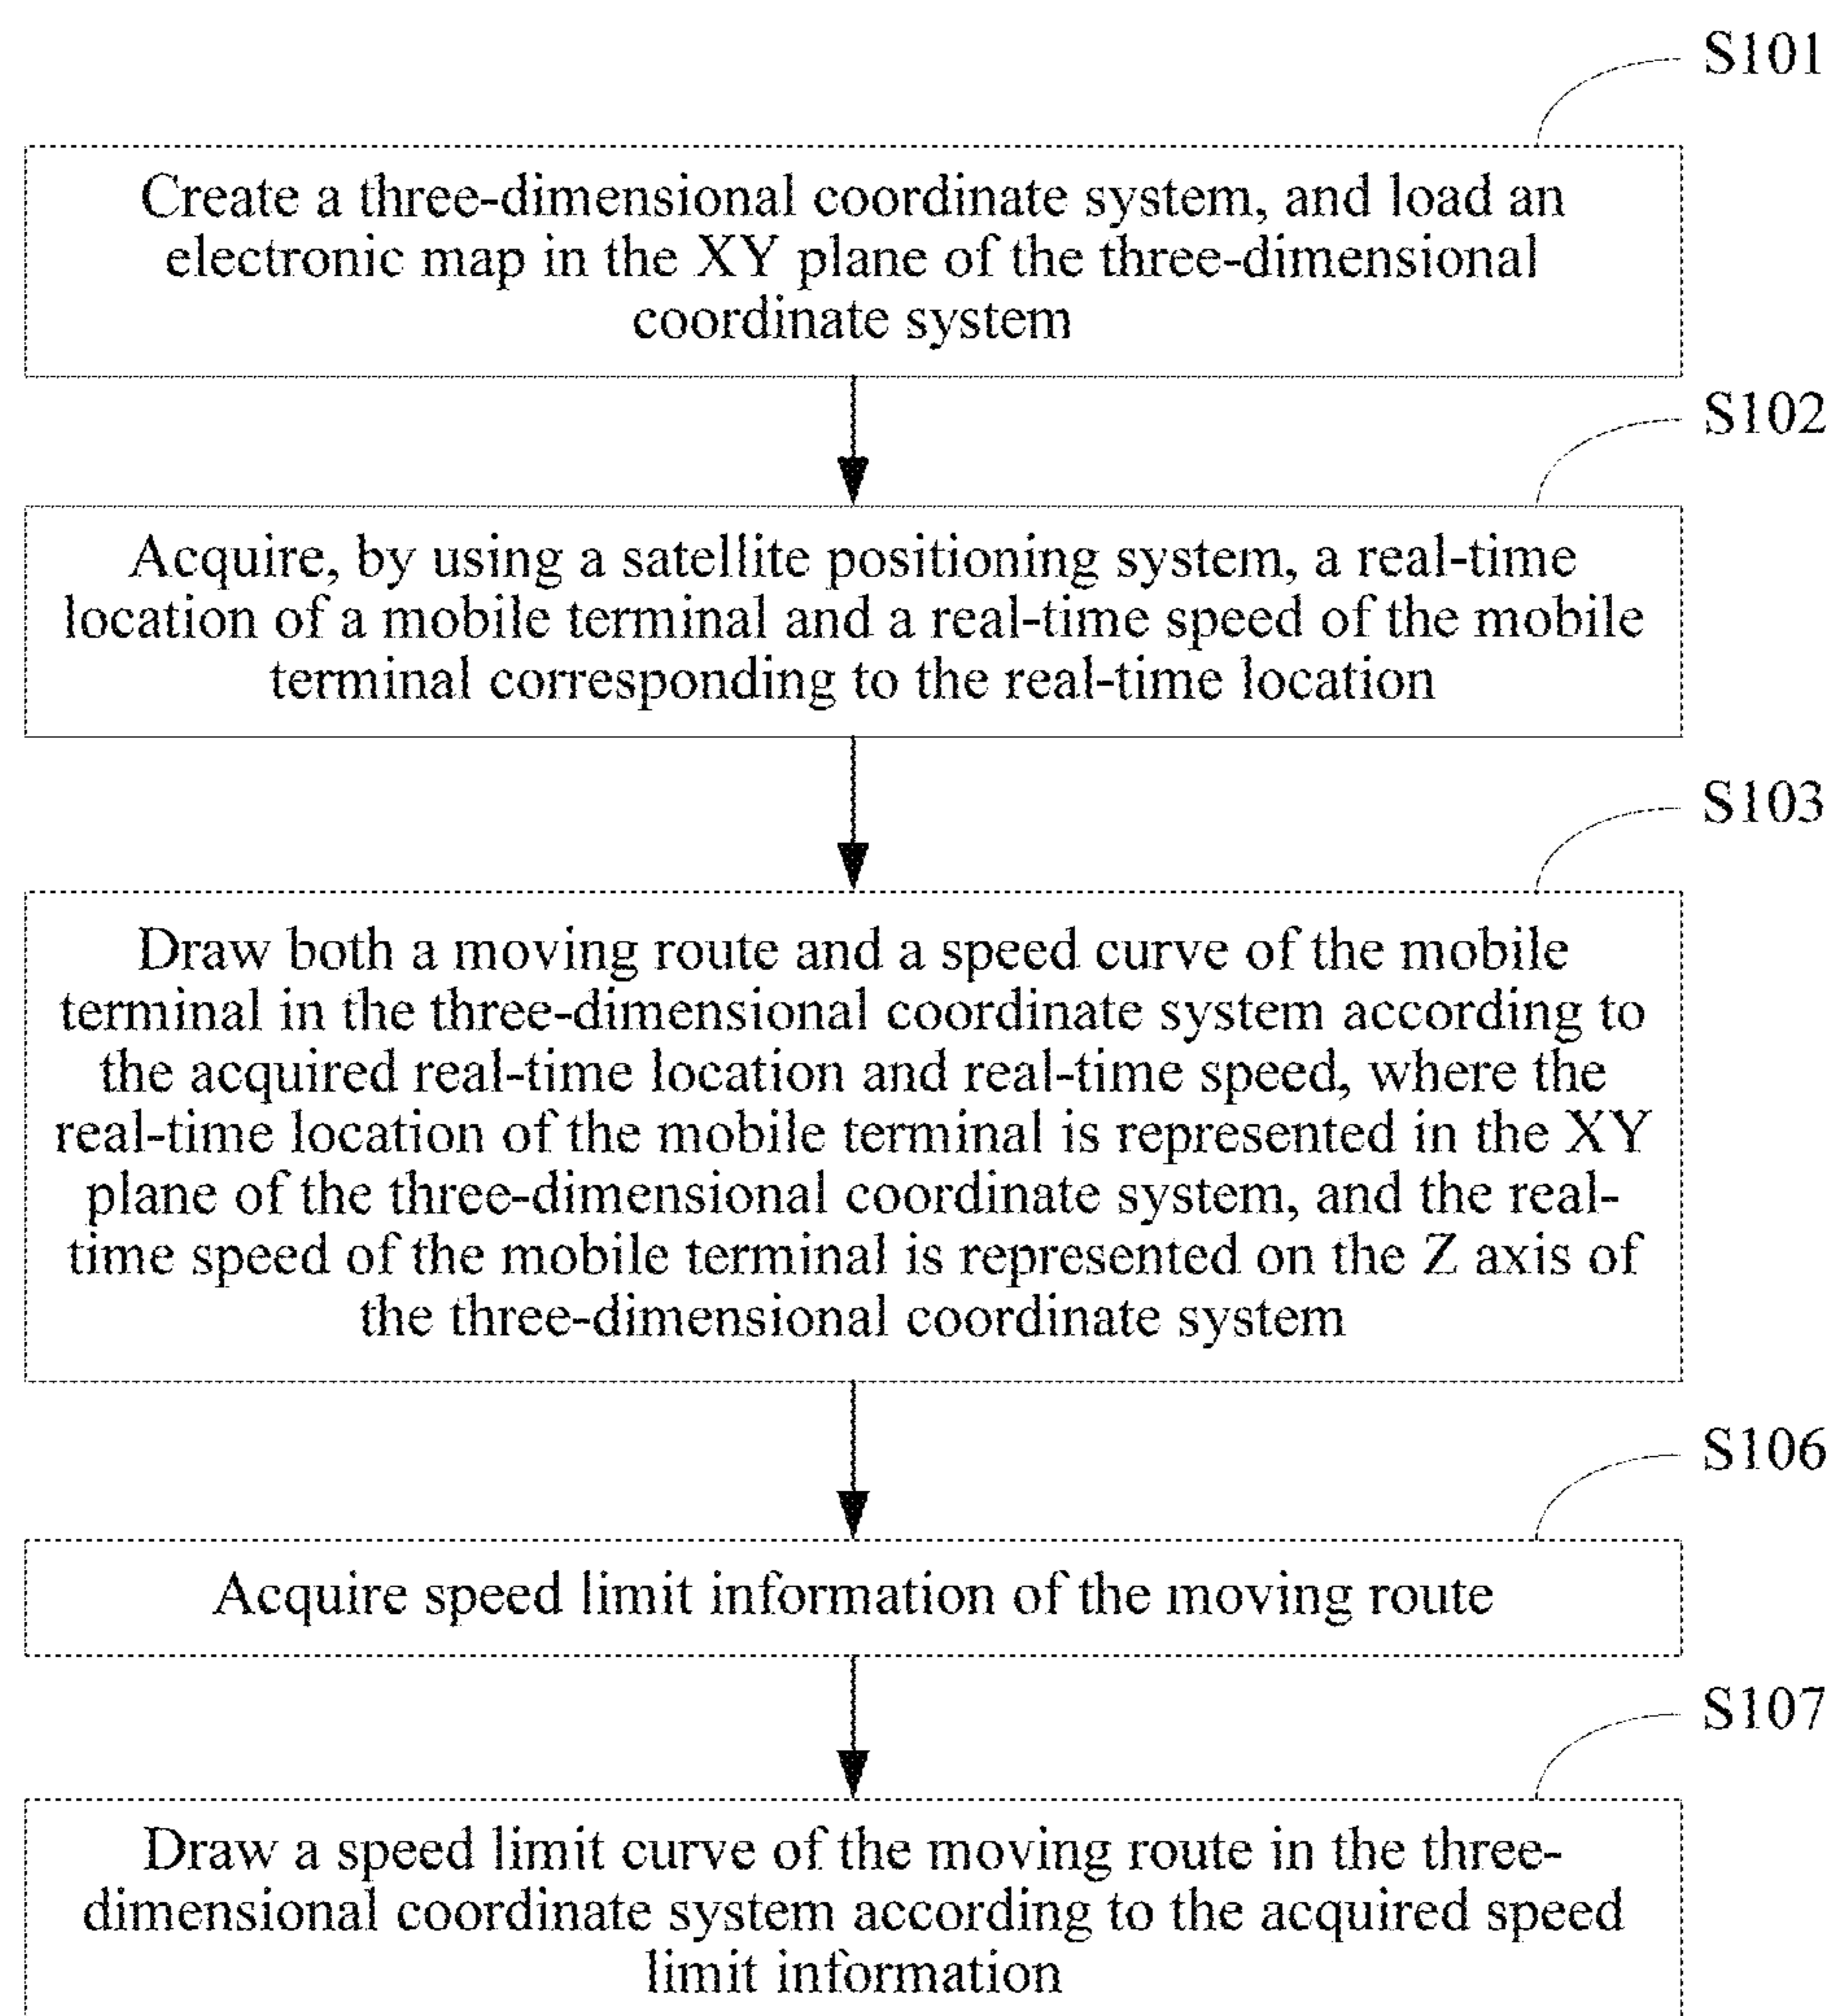 S101
Create a three-dimensional coordinate system, and load an
electronic map in the XY plane of the three-dimensional
coordinate system
S102
Acquire, by using a satellite positioning system, a real-time
location of a mobile terminal and a real-time speed of the mobile
terminal corresponding to the real-time location
S103
Draw both a moving route and a speed curve of the mobile
terminal in the three-dimensional coordinate system according to
the acquired real-time location and real-time speed, where the
real-time location of the mobile terminal is represented in the XY
plane of the three-dimensional coordinate system, and the real-
time speed of the mobile terminal is represented on the Z axis of
the three-dimensional coordinate system
S106
Acquire speed limit information of the moving route
S107
Draw a speed limit curve of the moving route in the three-
dimensional coordinate system according to the acquired speed
limit information